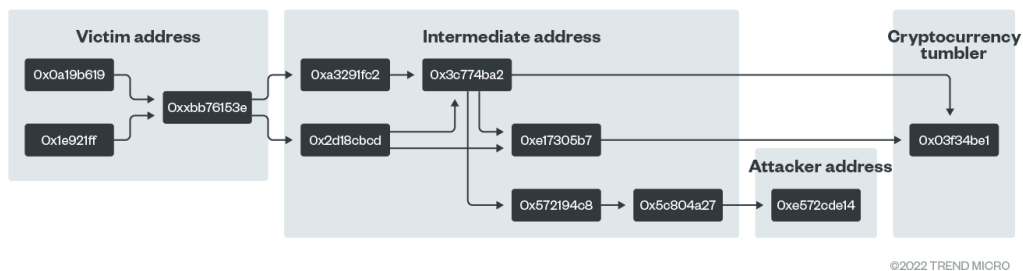 Victim address
Intermediate address
Cryptocurrency
tumbler
0x0a19b619
0xa3291fc2
0x3c774ba2
0xxbb76153e
0x1e921ff
0x2d18cbcd
0xe17305b7
0x03f34be1
Attacker address
0x572194c8
0x5c804a27
0xe572cde14
©2022 TREND MICRO